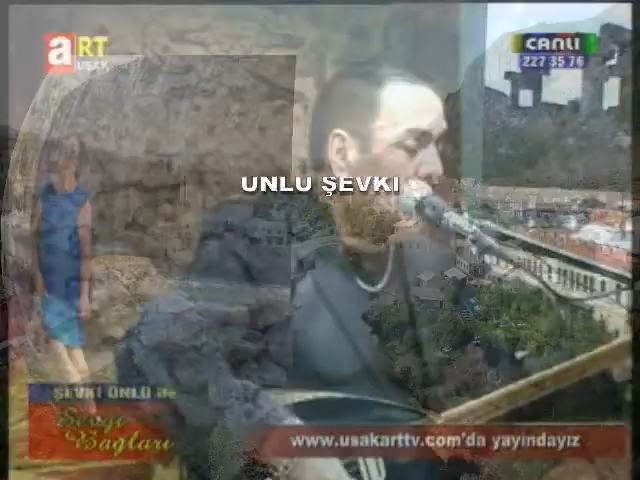 aRT
UŞAK
CANLI
227 35 76
UNLU ŞEVKI
ŞEVKİ ÜNLÜ ile
Sevgi
Bağları
www.usakarttv.com'da yayındayız